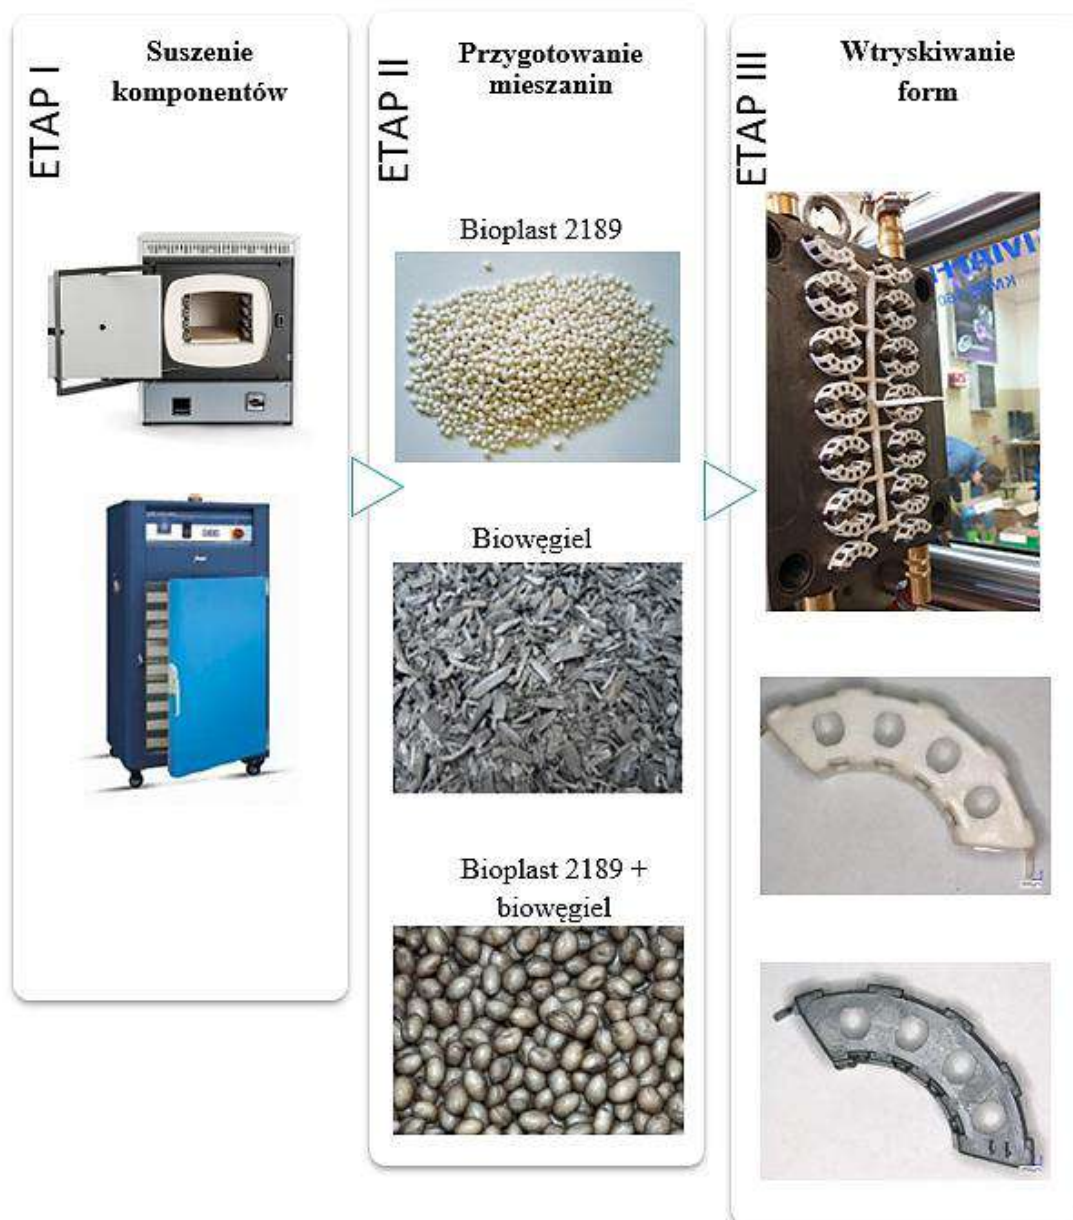 ETAP I
Suszenie
komponentów
ETAP II
Przygotowanie
mieszanin
Bioplast 2189
Biowęgiel
Bioplast 2189 +
biowęgiel
ETAP III
Wtryskiwanie
form